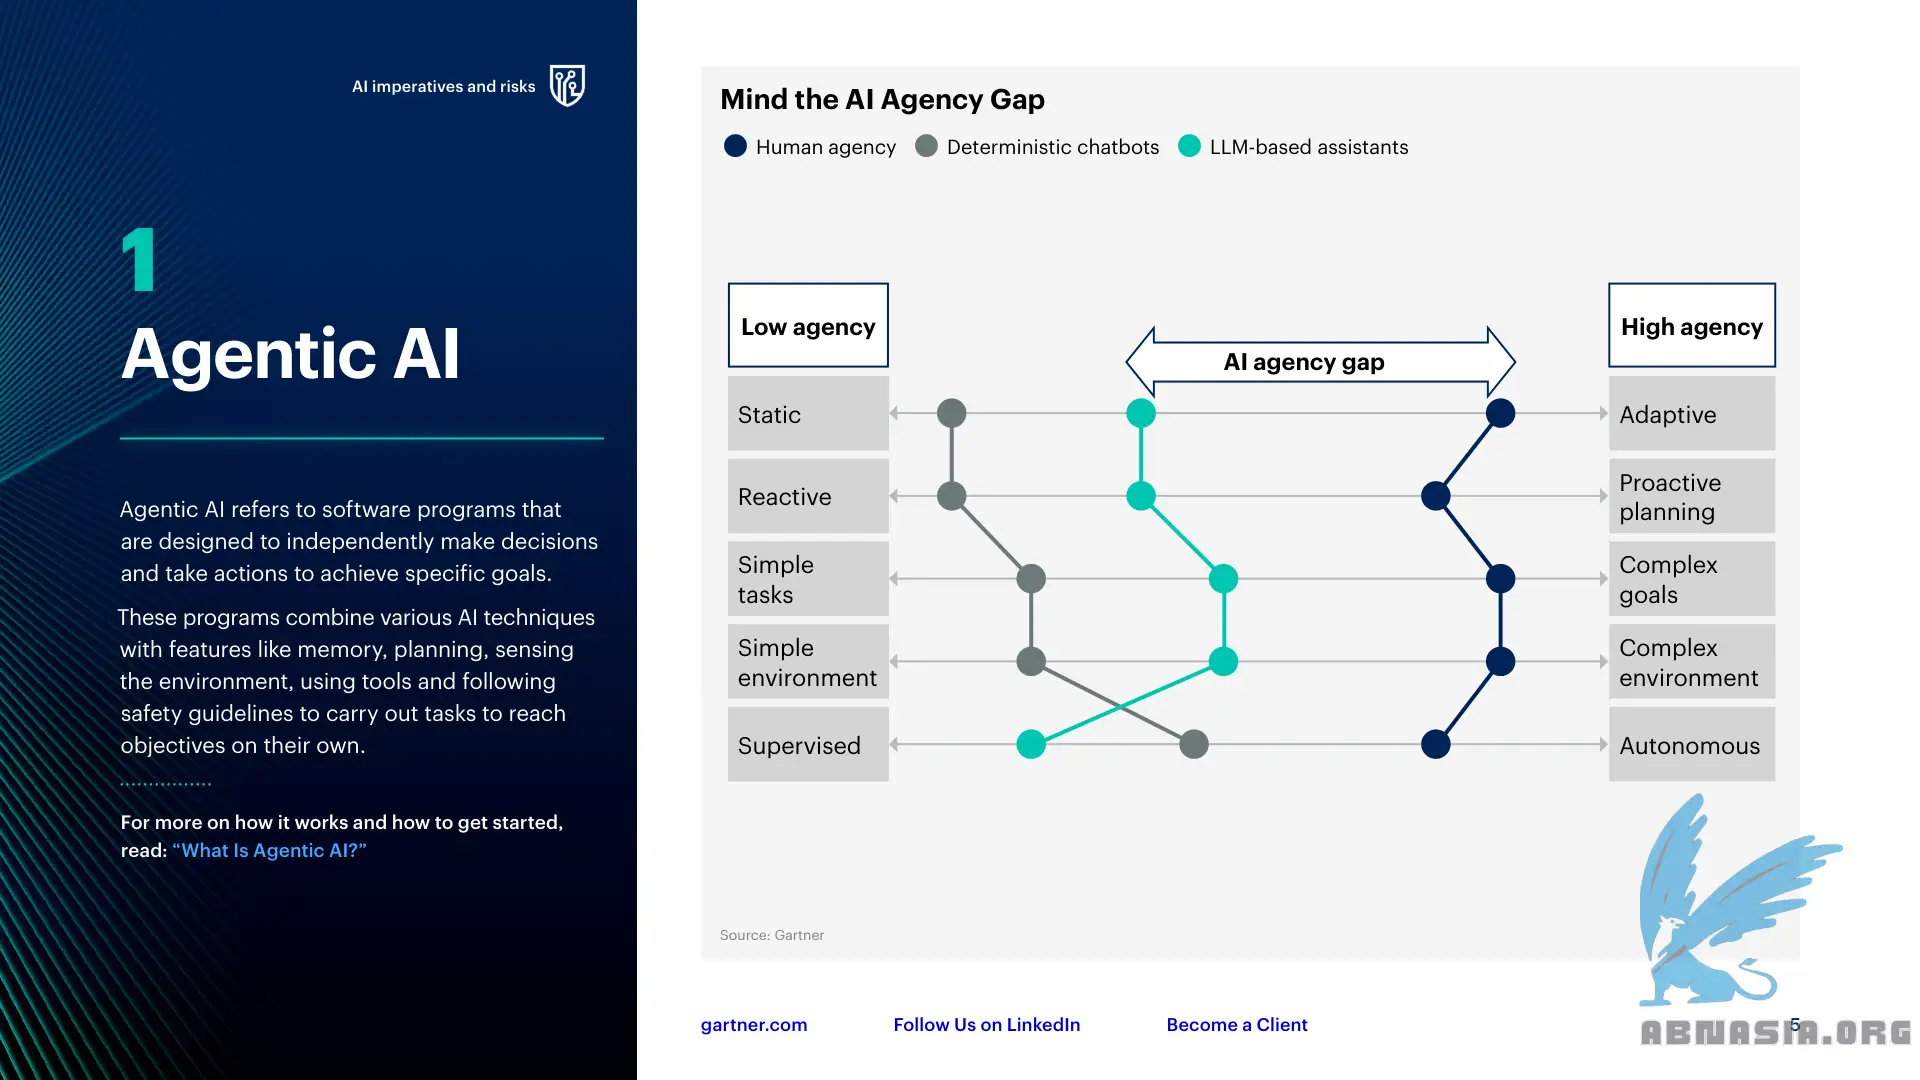 AI imperatives and risks
1
Agentic AI
Agentic AI refers to software programs that
are designed to independently make decisions
and take actions to achieve specific goals.
These programs combine various AI techniques
with features like memory, planning, sensing
the environment, using tools and following
safety guidelines to carry out tasks to reach
objectives on their own.
For more on how it works and how to get started,
read: “What Is Agentic AI?”
Mind the AI Agency Gap
Human agency
Deterministic chatbots
LLM-based assistants
Low agency
AI agency gap
High agency
Static
Adaptive
Reactive
Proactive
planning
Simple
tasks
Complex
goals
Simple
environment
Complex
environment
Supervised
Autonomous
Source: Gartner
gartner.com
Follow Us on LinkedIn
Become a Client
5
ABNASIA.ORG